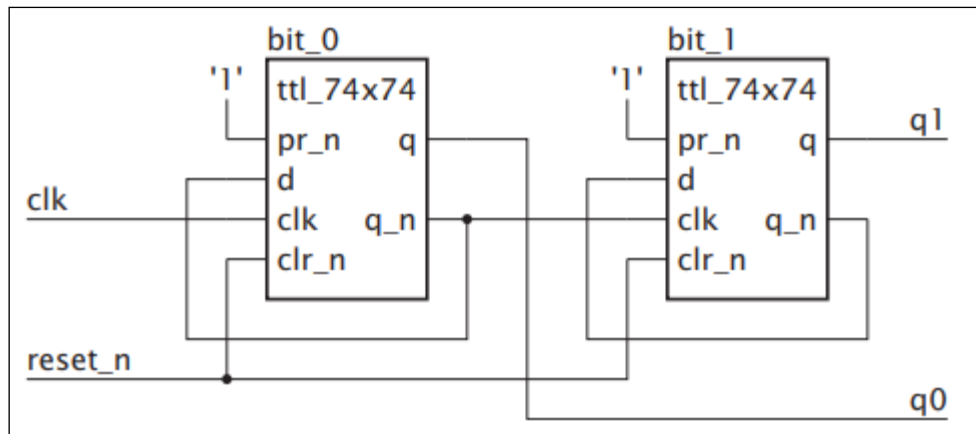 bit_0
bit_1
'1'
ttl_74x74
'1'
ttl_74x74
pr_n q
pr_n q
q1
d
d
clk
clk q_n
clk q_n
clr_n
clr_n
reset_n
q0